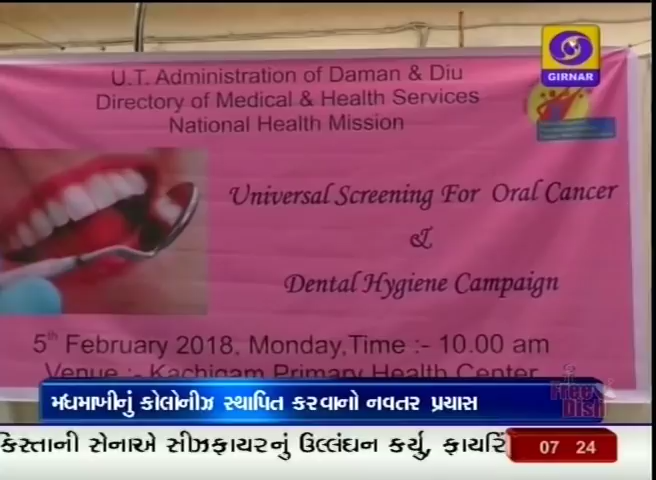 GIRNAR
U.T. Administration of Daman & Diu
Directory of Medical & Health Services
National Health Mission
Universal Screening For Oral Cancer
&
Dental Hygiene Campaign
5th February 2018, Monday,Time :- 10.00 am
Venue :- Kachigam Primary Health Center
મધમાખીનું કોલોનીઝ સ્થાપિત કરવાનો નવતર પ્રયાસ
Free Dish
કિસ્તાની સેનાએ સીઝફાયરનું ઉલ્લંઘન કર્યુ, ફાયરિં
07 24